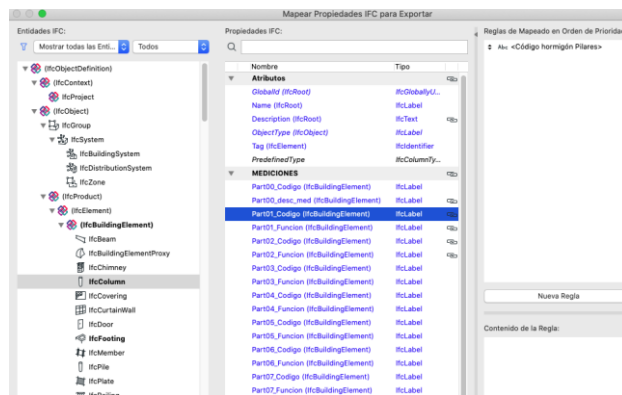 Mapear Propiedades IFC para Exportar
Entidades IFC:
Mostrar todas las Enti...
Todos
(IfcObjectDefinition)
(IfcContext)
IfcProject
(IfcObject)
IfcGroup
IfcSystem
IfcBuildingSystem
IfcDistributionSystem
IfcZone
(IfcProduct)
(IfcElement)
(IfcBuildingElement)
IfcBeam
IfcBuildingElementProxy
IfcChimney
IfcColumn
IfcCovering
IfcCurtainWall
IfcDoor
IfcFooting
IfcMember
IfcPile
IfcPlate
IfcRailing
Propiedades IFC:
Nombre Tipo
Atributos
GlobalId (IfcRoot) IfcGloballyU...
Name (IfcRoot) IfcLabel
Description (IfcRoot) IfcText
ObjectType (IfcObject) IfcLabel
Tag (IfcElement) IfcIdentifier
PredefinedType IfcColumnTy...
MEDICIONES
Part00_Codigo (IfcBuildingElement) IfcLabel
Part00_desc_med (IfcBuildingElement) IfcLabel
Part01_Codigo (IfcBuildingElement) IfcLabel
Part01_Funcion (IfcBuildingElement) IfcLabel
Part02_Codigo (IfcBuildingElement) IfcLabel
Part02_Funcion (IfcBuildingElement) IfcLabel
Part03_Codigo (IfcBuildingElement) IfcLabel
Part03_Funcion (IfcBuildingElement) IfcLabel
Part04_Codigo (IfcBuildingElement) IfcLabel
Part04_Funcion (IfcBuildingElement) IfcLabel
Part05_Codigo (IfcBuildingElement) IfcLabel
Part05_Funcion (IfcBuildingElement) IfcLabel
Part06_Codigo (IfcBuildingElement) IfcLabel
Part06_Funcion (IfcBuildingElement) IfcLabel
Part07_Codigo (IfcBuildingElement) IfcLabel
Part07_Funcion (IfcBuildingElement) IfcLabel
Reglas de Mapeado en Orden de Priorida
Abc <Código hormigón Pilares>
Nueva Regla
Contenido de la Regla: